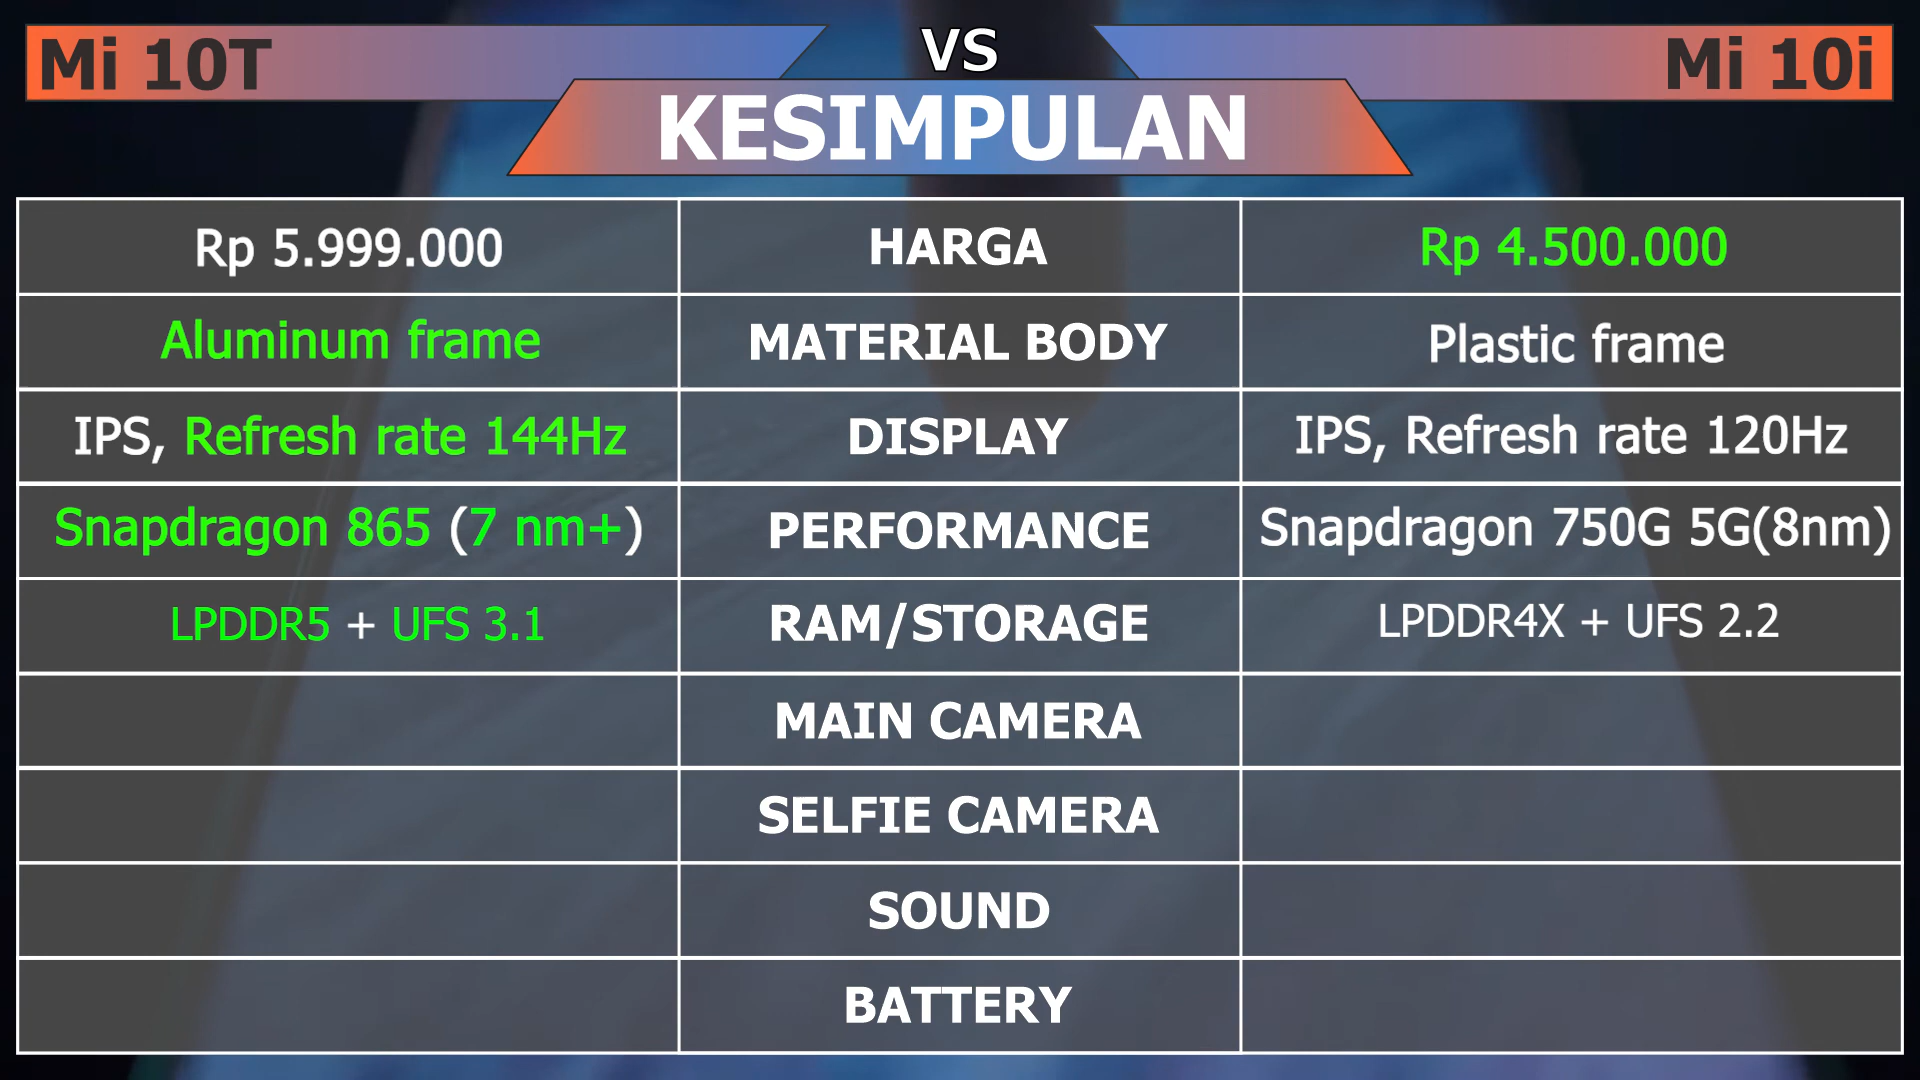 Mi 10T
VS
Mi 10i
KESIMPULAN
Rp 5.999.000 HARGA Rp 4.500.000
Aluminum frame MATERIAL BODY Plastic frame
IPS, Refresh rate 144Hz DISPLAY IPS, Refresh rate 120Hz
Snapdragon 865 (7 nm+) PERFORMANCE Snapdragon 750G 5G(8nm)
LPDDR5 + UFS 3.1 RAM/STORAGE LPDDR4X + UFS 2.2
MAIN CAMERA
SELFIE CAMERA
SOUND
BATTERY